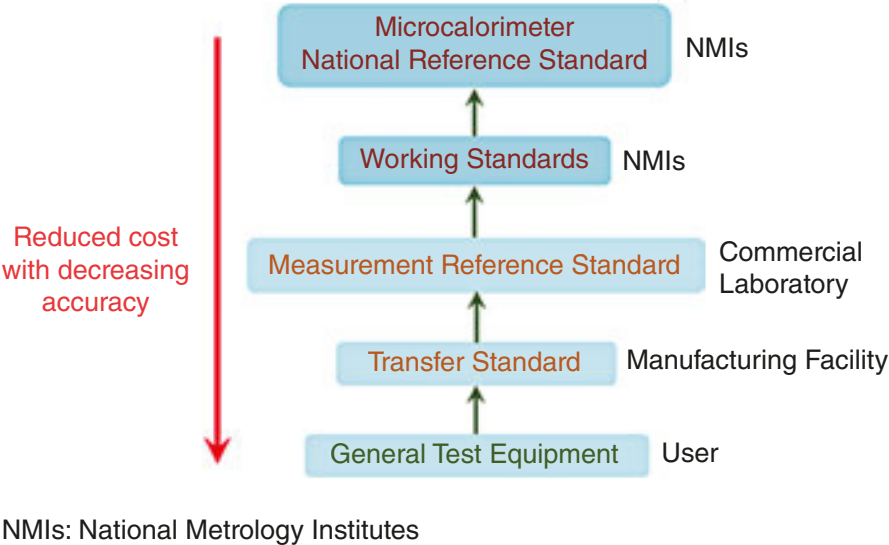 Microcalorimeter
National Reference Standard
NMIs
Working Standards
NMIs
Reduced cost
with decreasing
accuracy
Measurement Reference Standard
Commercial
Laboratory
Transfer Standard
Manufacturing Facility
General Test Equipment
User
NMIs: National Metrology Institutes